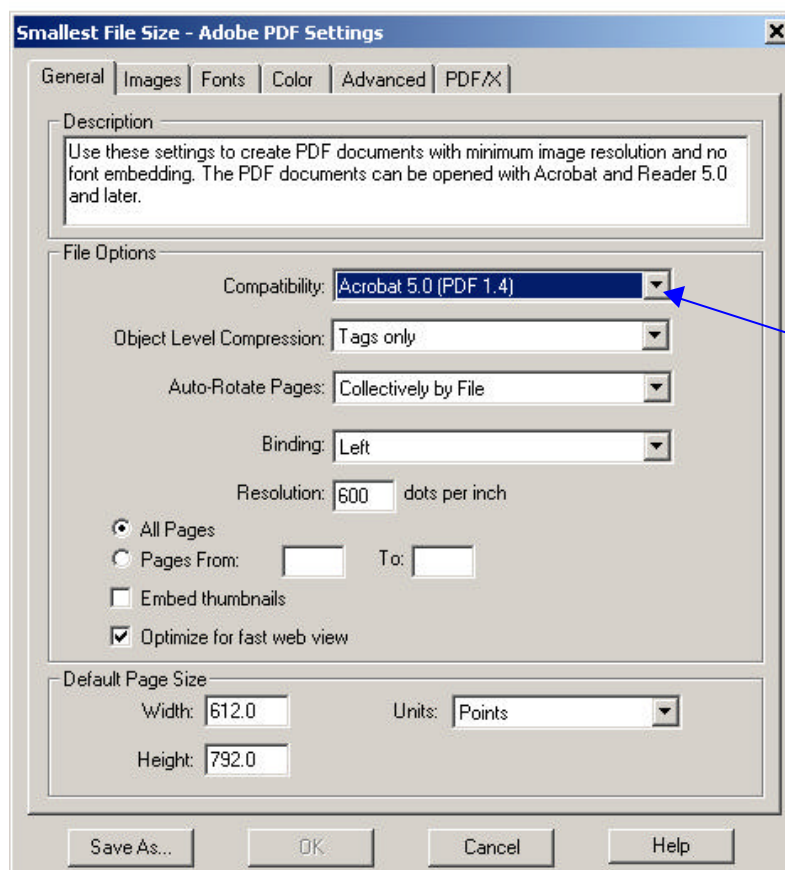 Smallest File Size - Adobe PDF Settings
General Images Fonts Color Advanced PDF/X
Description
Use these settings to create PDF documents with minimum image resolution and no
font embedding. The PDF documents can be opened with Acrobat and Reader 5.0
and later.
File Options
Compatibility: Acrobat 5.0 (PDF 1.4)
Object Level Compression: Tags only
Auto-Rotate Pages: Collectively by File
Binding: Left
Resolution: 600 dots per inch
All Pages
Pages From: To:
Embed thumbnails
Optimize for fast web view
Default Page Size
Width: 612.0 Units: Points
Height: 792.0
Save As... OK Cancel Help